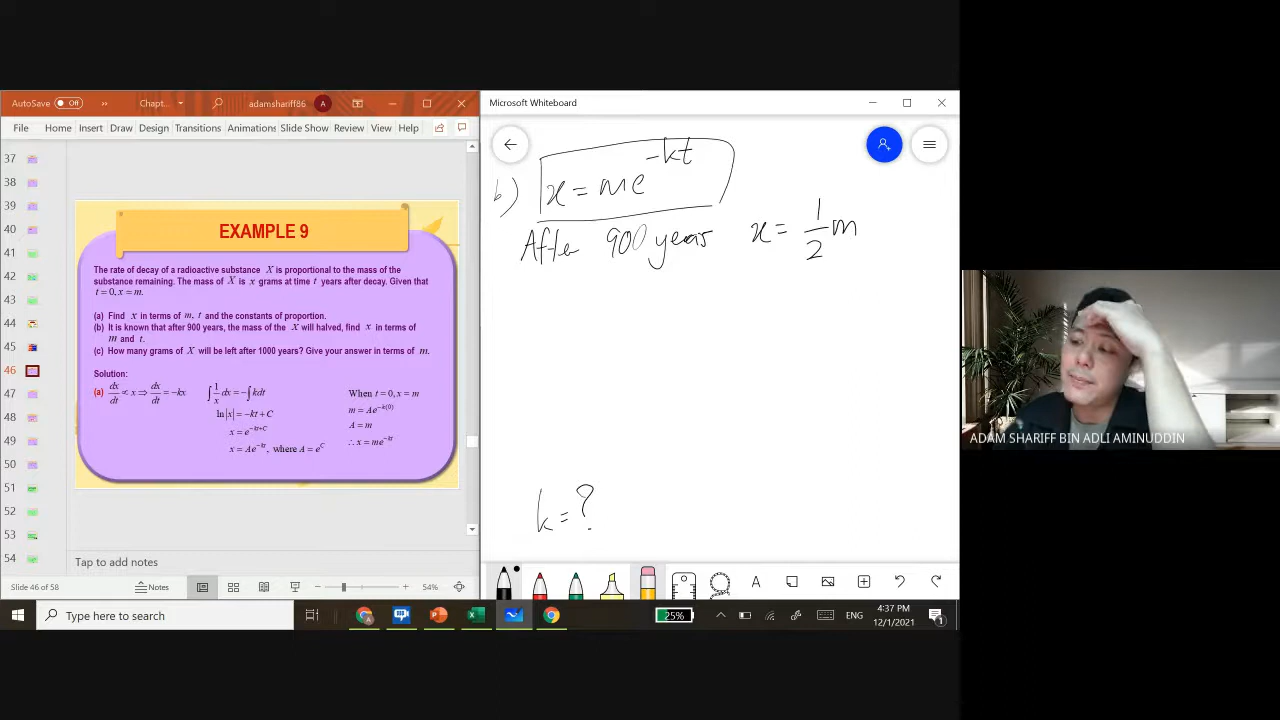 AutoSave Off
Chapt...
adamshariff86
A
File Home Insert Draw Design Transitions Animations Slide Show Review View Help
37
38
39
40
41
42
43
44
45
46
47
48
49
50
51
52
53
54
EXAMPLE 9
The rate of decay of a radioactive substance X is proportional to the mass of the
substance remaining. The mass of X is x grams at time t years after decay. Given that
t = 0, x = m.
(a) Find x in terms of m, t and the constants of proportion.
(b) It is known that after 900 years, the mass of the X will halved, find x in terms of
m and t.
(c) How many grams of X will be left after 1000 years? Give your answer in terms of m.
Solution:
(a) dx/dt ∝ x ⇒ dx/dt = −kx
∫ 1/x dx = −∫ kdt
ln|x| = −kt + C
x = e^(−kt+C)
x = Ae^(−kt), where A = e^C
When t = 0, x = m
m = Ae^(−k(0))
A = m
∴ x = me^(−kt)
Tap to add notes
Slide 46 of 58
Notes
54%
Microsoft Whiteboard
b) x = me^(−kt)
After 900 years x = 1/2 m
k = ?
A
ADAM SHARIFF BIN ADLI AMINUDDIN
Type here to search
25%
ENG
4:37 PM
12/1/2021
1